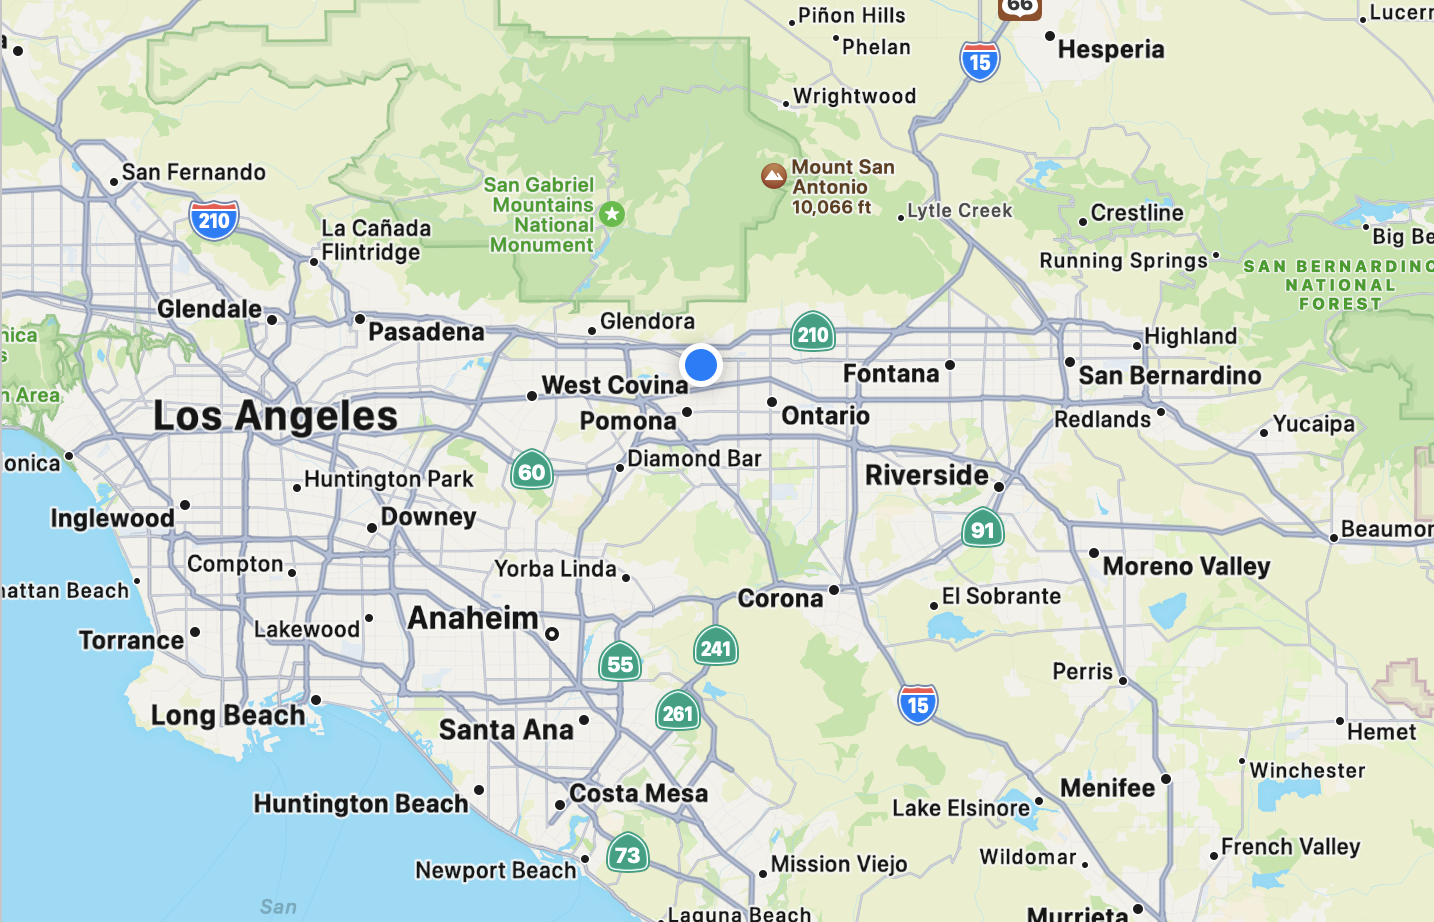 66
Piñon Hills
Lucern
Phelan
Hesperia
15
Wrightwood
San Fernando
Mount San
Antonio
10,066 ft
San Gabriel
Mountains
National
Monument
210
La Cañada
Flintridge
Lytle Creek
Crestline
Big Be
Running Springs
SAN BERNARDINO
NATIONAL
FOREST
Glendale
Pasadena
Glendora
210
Highland
nica
s
n Area
West Covina
Fontana
San Bernardino
Los Angeles
Pomona
Ontario
Redlands
Yucaipa
onica
60
Diamond Bar
Riverside
Huntington Park
Inglewood
Downey
91
Beaumon
Compton
Yorba Linda
Moreno Valley
hattan Beach
Corona
El Sobrante
Torrance
Lakewood
Anaheim
55
241
Perris
Long Beach
Santa Ana
261
15
Hemet
Winchester
Huntington Beach
Costa Mesa
Lake Elsinore
Menifee
73
Newport Beach
Mission Viejo
Wildomar
French Valley
San
Laguna Beach
Murrieta